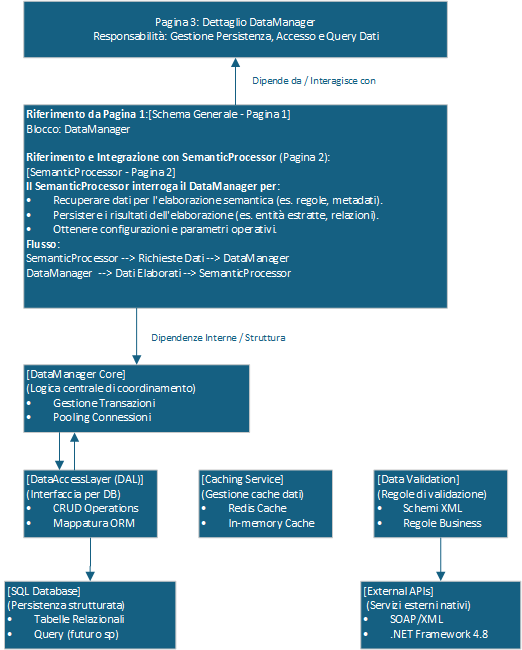 Pagina 3: Dettaglio DataManager
Responsabilità: Gestione Persistenza, Accesso e Query Dati
Dipende da / Interagisce con
Riferimento da Pagina 1:[Schema Generale - Pagina 1]
Blocco: DataManager
Riferimento e Integrazione con SemanticProcessor (Pagina 2):
[SemanticProcessor - Pagina 2]
Il SemanticProcessor interroga il DataManager per:
• Recuperare dati per l'elaborazione semantica (es. regole, metadati).
• Persistere i risultati dell'elaborazione (es. entità estratte, relazioni).
• Ottenere configurazioni e parametri operativi.
Flusso:
SemanticProcessor --> Richieste Dati --> DataManager
DataManager --> Dati Elaborati --> SemanticProcessor
Dipendenze Interne / Struttura
[DataManager Core]
(Logica centrale di coordinamento)
• Gestione Transazioni
• Pooling Connessioni
[DataAccessLayer (DAL)]
(Interfaccia per DB)
• CRUD Operations
• Mappatura ORM
[Caching Service]
(Gestione cache dati)
• Redis Cache
• In-memory Cache
[Data Validation]
(Regole di validazione)
• Schemi XML
• Regole Business
[SQL Database]
(Persistenza strutturata)
• Tabelle Relazionali
• Query (futuro sp)
[External APIs]
(Servizi esterni nativi)
• SOAP/XML
• .NET Framework 4.8